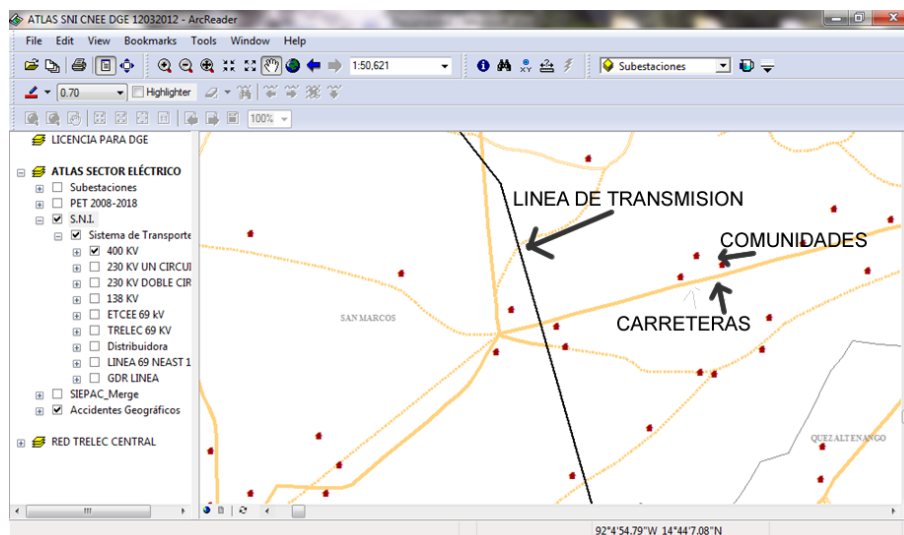 ATLAS SNI CNEE DGE 12032012 - ArcReader
File Edit View Bookmarks Tools Window Help
1:50,621
Subestaciones
0.70
Highlighter
100%
LICENCIA PARA DGE
ATLAS SECTOR ELÉCTRICO
Subestaciones
PET 2008-2018
S.N.I.
Sistema de Transporte
400 KV
230 KV UN CIRCUI
230 KV DOBLE CIR
138 KV
ETCEE 69 kV
TRELEC 69 KV
Distribuidora
LINEA 69 NEAST 1
GDR LINEA
SIEPAC_Merge
Accidentes Geográficos
RED TRELEC CENTRAL
LINEA DE TRANSMISION
COMUNIDADES
CARRETERAS
SAN MARCOS
QUEZALTENANGO
92°4'54.79"W 14°44'7.08"N